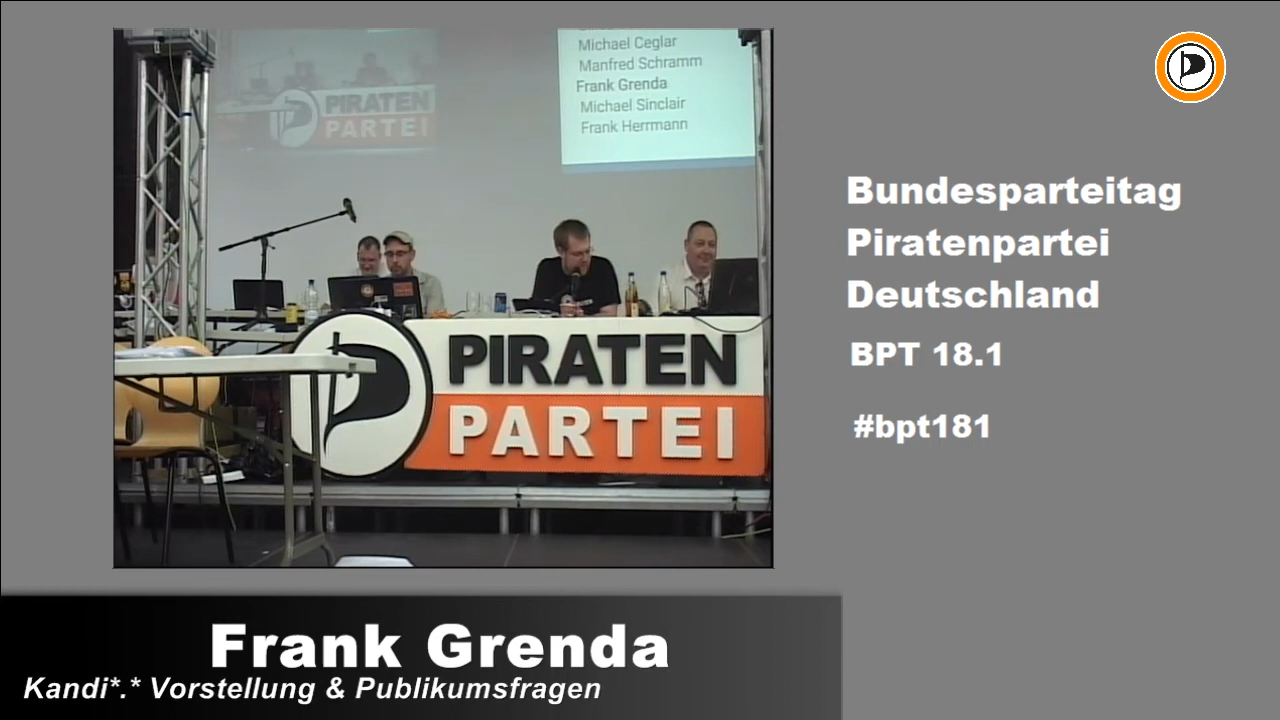 Michael Ceglar
Manfred Schramm
Frank Grenda
Michael Sinclair
Frank Herrmann
PIRATEN
PARTEI
PIRATEN
PARTEI
Bundesparteitag
Piratenpartei
Deutschland
BPT 18.1
#bpt181
Frank Grenda
Kandi*.* Vorstellung & Publikumsfragen